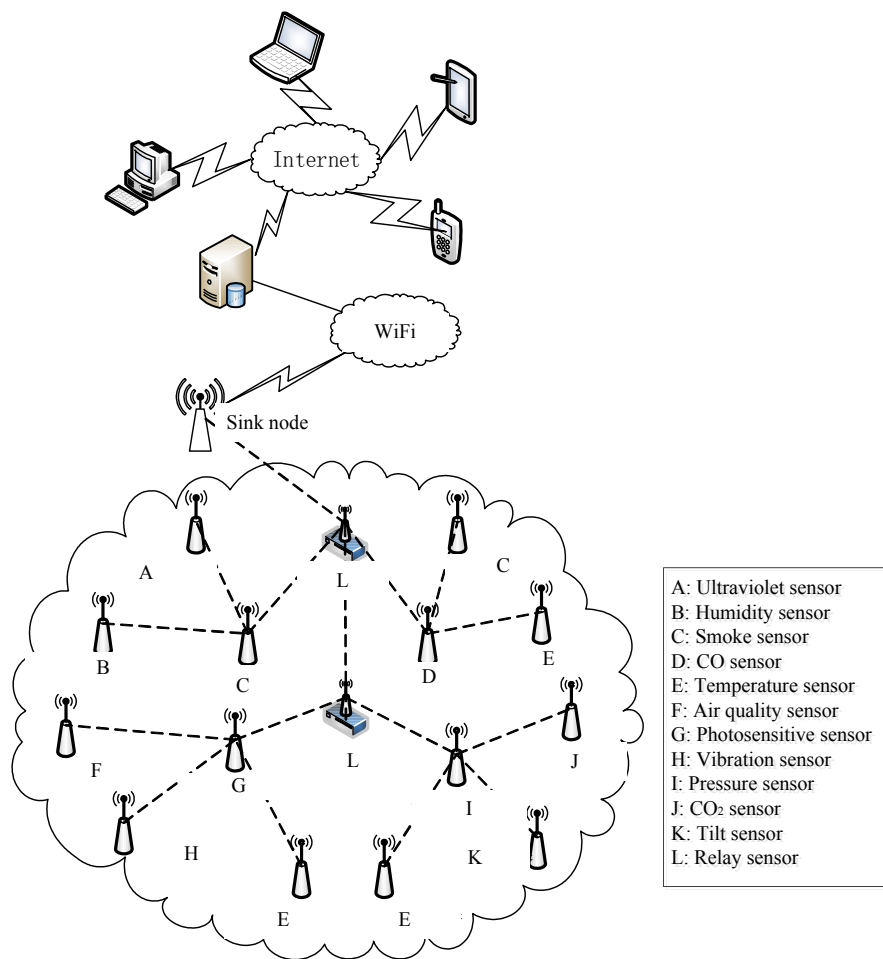 Internet
WiFi
Sink node
A
L
C
B
C
D
E
F
G
L
I
J
H
K
E
E
A: Ultraviolet sensor
B: Humidity sensor
C: Smoke sensor
D: CO sensor
E: Temperature sensor
F: Air quality sensor
G: Photosensitive sensor
H: Vibration sensor
I: Pressure sensor
J: CO₂ sensor
K: Tilt sensor
L: Relay sensor